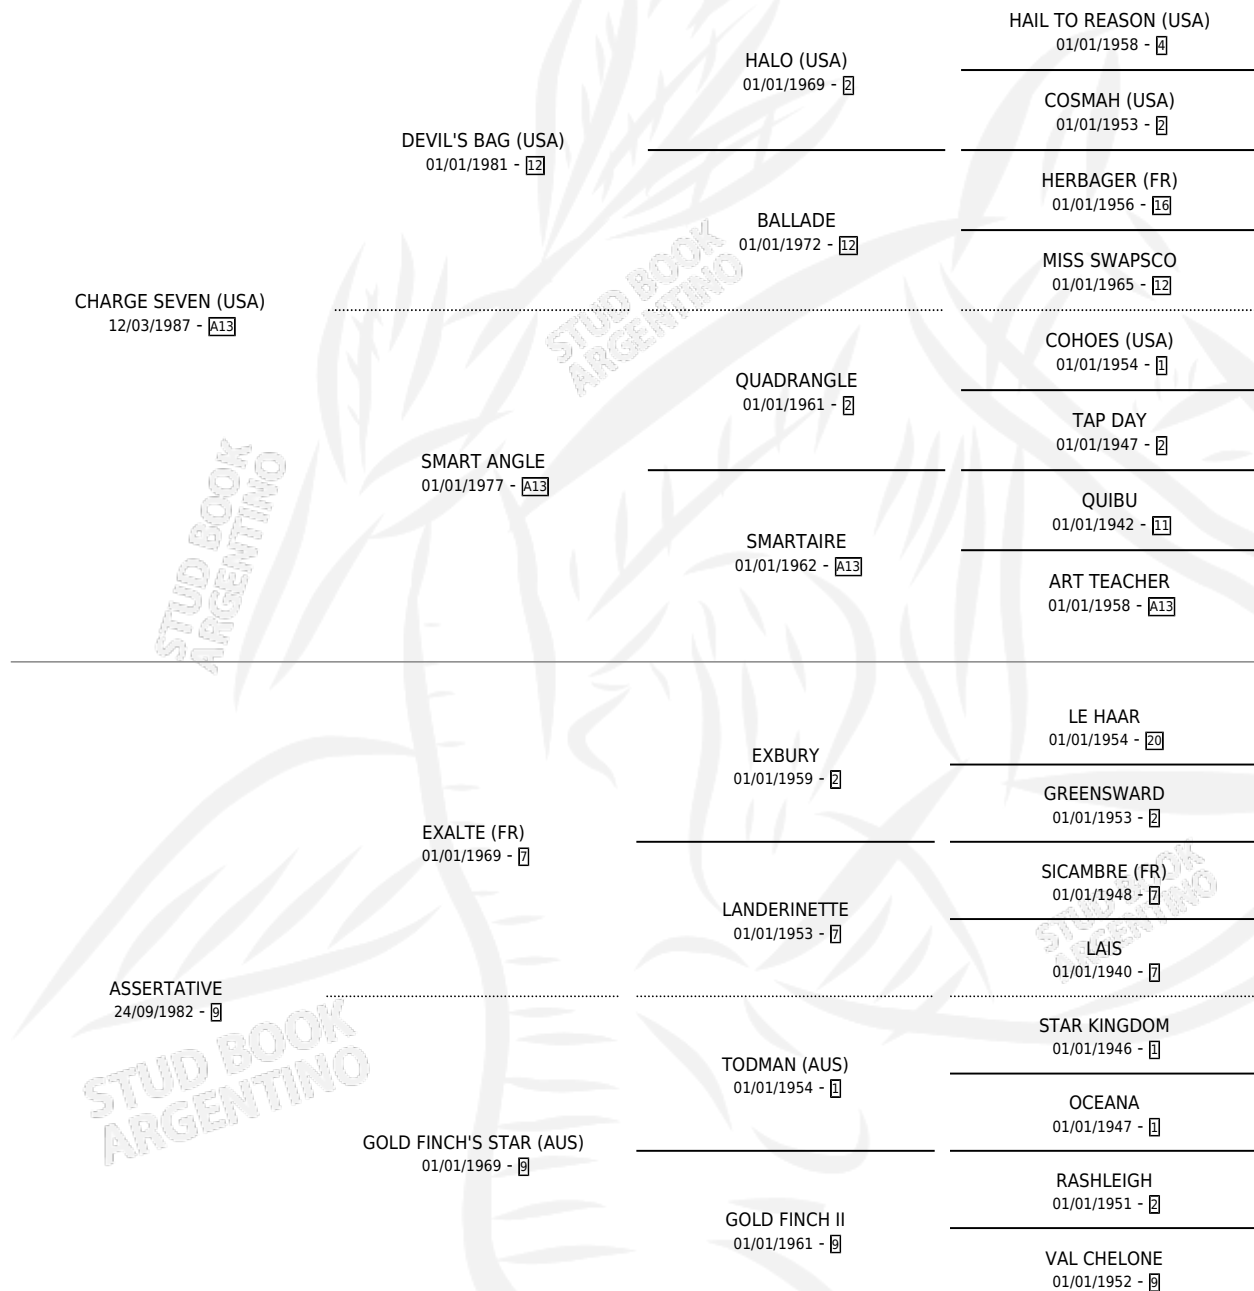 HAIL TO REASON (USA)
01/01/1958 - 4
HALO (USA)
01/01/1969 - 2
COSMAH (USA)
01/01/1953 - 2
DEVIL'S BAG (USA)
01/01/1981 - 12
HERBAGER (FR)
01/01/1956 - 16
BALLADE
01/01/1972 - 12
MISS SWAPSCO
01/01/1965 - 12
CHARGE SEVEN (USA)
12/03/1987 - A13
COHOES (USA)
01/01/1954 - 1
QUADRANGLE
01/01/1961 - 2
TAP DAY
01/01/1947 - 2
SMART ANGLE
01/01/1977 - A13
QUIBU
01/01/1942 - 11
SMARTAIRE
01/01/1962 - A13
ART TEACHER
01/01/1958 - A13
LE HAAR
01/01/1954 - 20
EXBURY
01/01/1959 - 2
GREENSWARD
01/01/1953 - 2
EXALTE (FR)
01/01/1969 - 7
SICAMBRE (FR)
01/01/1948 - 7
LANDERINETTE
01/01/1953 - 7
LAIS
01/01/1940 - 7
ASSERTATIVE
24/09/1982 - 9
STAR KINGDOM
01/01/1946 - 1
TODMAN (AUS)
01/01/1954 - 1
OCEANA
01/01/1947 - 1
GOLD FINCH'S STAR (AUS)
01/01/1969 - 9
RASHLEIGH
01/01/1951 - 2
GOLD FINCH II
01/01/1961 - 9
VAL CHELONE
01/01/1952 - 9
STUD BOOK
ARGENTINO
STUD BOOK
ARGENTINO
STUD BOOK
ARGENTINO
STUD BOOK
ARGENTINO